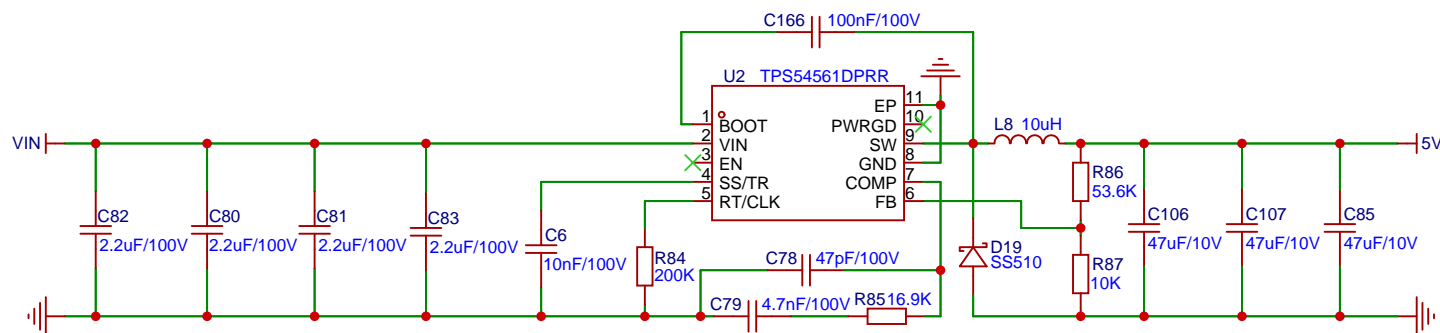 C166 100nF/100V
U2 TPS54561DPRR
1 BOOT
2 VIN
3 EN
4 SS/TR
5 RT/CLK
EP 11
PWRGD 10
SW 9
GND 8
COMP 7
FB 6
VIN
L8 10uH
5V
C82
2.2uF/100V
C80
2.2uF/100V
C81
2.2uF/100V
C83
2.2uF/100V
C6
10nF/100V
R84
200K
C78 47pF/100V
C79 4.7nF/100V
R85 16.9K
D19
SS510
R86
53.6K
R87
10K
C106
47uF/10V
C107
47uF/10V
C85
47uF/10V